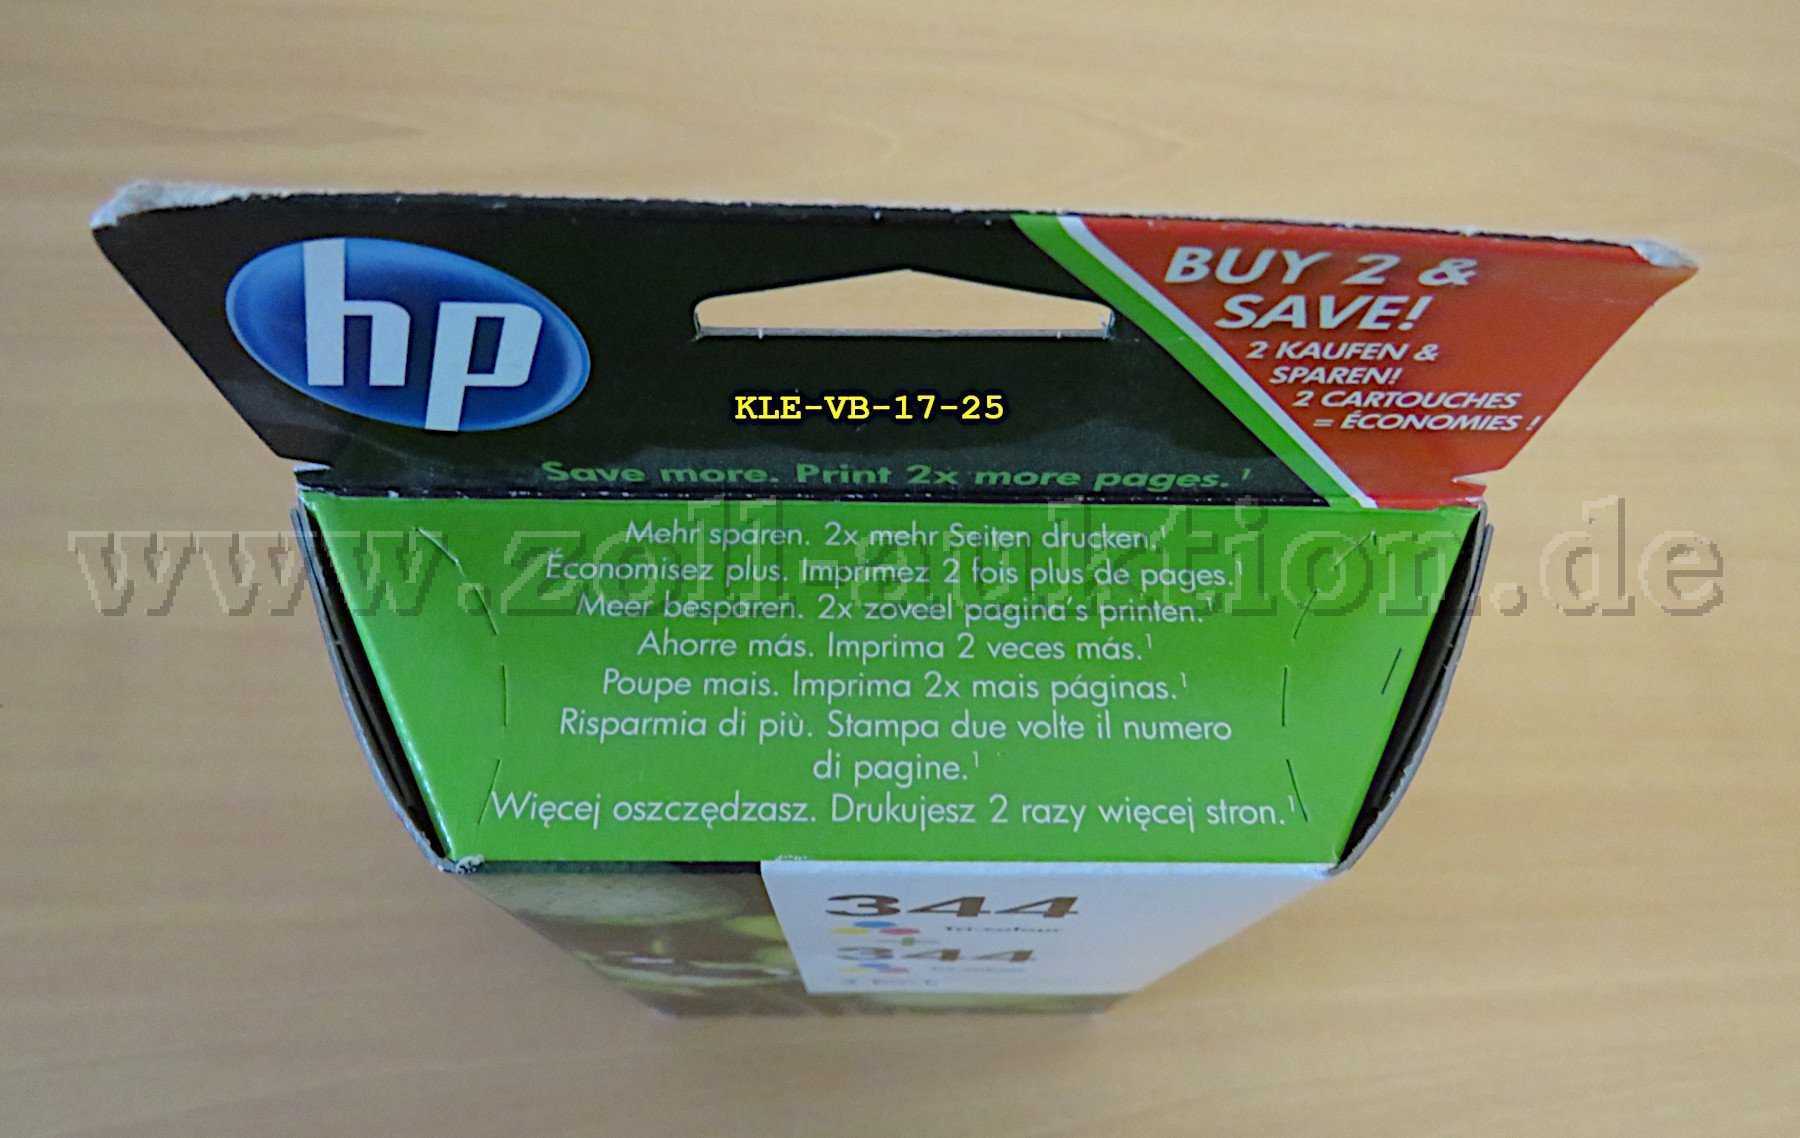 hp
BUY 2 &
SAVE!
2 KAUFEN &
SPAREN!
2 CARTOUCHES
= ÉCONOMIES !
KLE-VB-17-25
Save more. Print 2x more pages.¹
www.zoll-auktion.de
Mehr sparen. 2x mehr Seiten drucken.¹
Économisez plus. Imprimez 2 fois plus de pages.¹
Meer besparen. 2x zoveel pagina's printen.¹
Ahorre más. Imprima 2 veces más.¹
Poupe mais. Imprima 2x mais páginas.¹
Risparmia di più. Stampa due volte il numero
di pagine.¹
Więcej oszczędzasz. Drukujesz 2 razy więcej stron.¹
344
Tri-colour
+
344